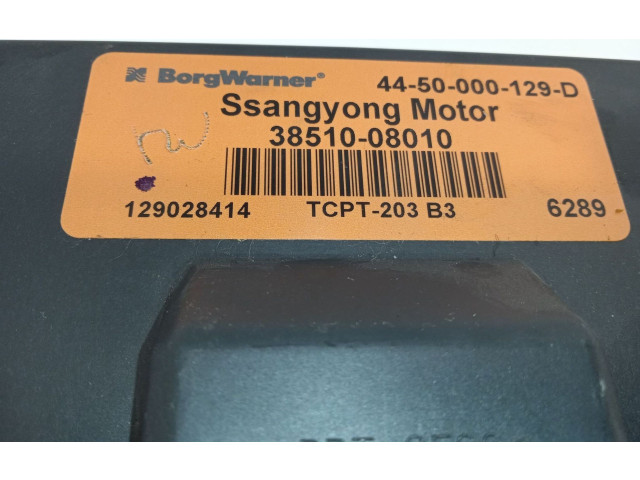 BorgWarner®
44-50-000-129-D
Ssangyong Motor
38510-08010
129028414 TCPT-203 B3 6289